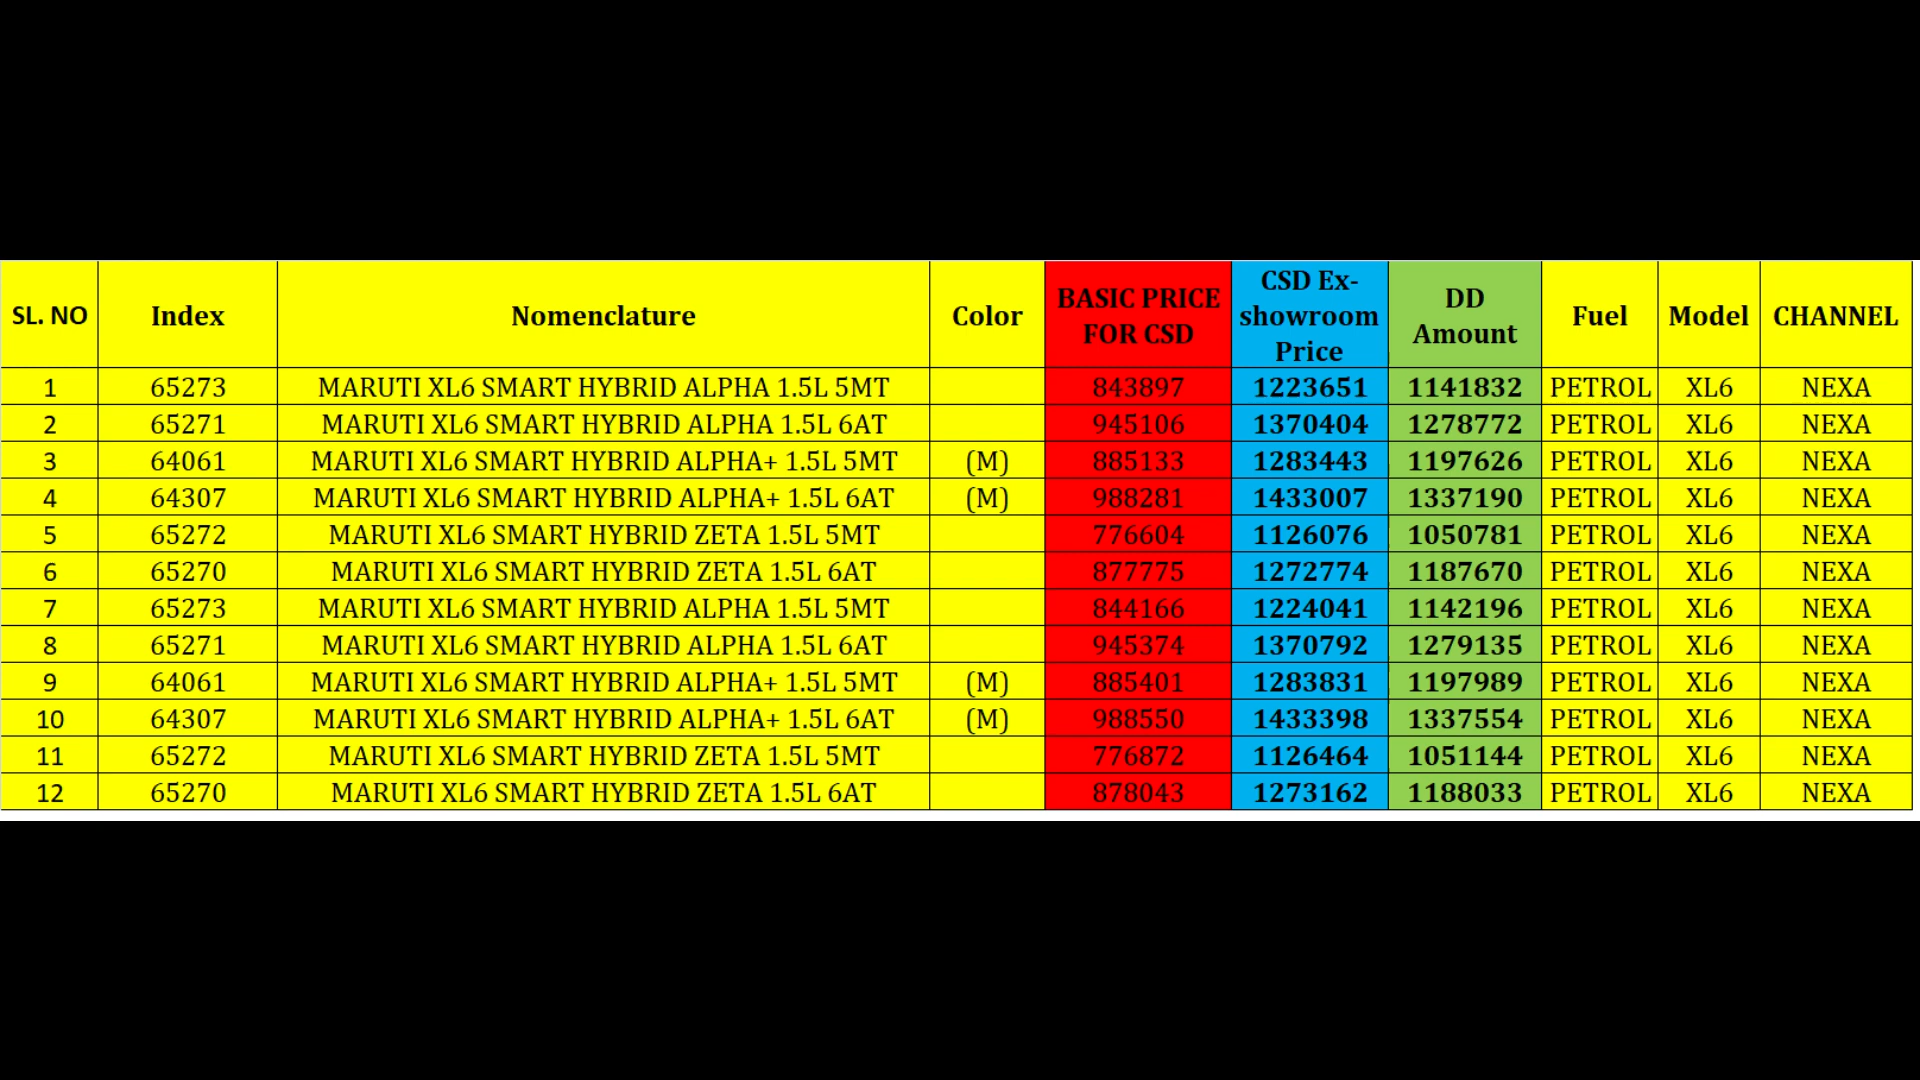 SL. NO Index Nomenclature Color BASIC PRICE FOR CSD CSD Ex-showroom Price DD Amount Fuel Model CHANNEL
1 65273 MARUTI XL6 SMART HYBRID ALPHA 1.5L 5MT 843897 1223651 1141832 PETROL XL6 NEXA
2 65271 MARUTI XL6 SMART HYBRID ALPHA 1.5L 6AT 945106 1370404 1278772 PETROL XL6 NEXA
3 64061 MARUTI XL6 SMART HYBRID ALPHA+ 1.5L 5MT (M) 885133 1283443 1197626 PETROL XL6 NEXA
4 64307 MARUTI XL6 SMART HYBRID ALPHA+ 1.5L 6AT (M) 988281 1433007 1337190 PETROL XL6 NEXA
5 65272 MARUTI XL6 SMART HYBRID ZETA 1.5L 5MT 776604 1126076 1050781 PETROL XL6 NEXA
6 65270 MARUTI XL6 SMART HYBRID ZETA 1.5L 6AT 877775 1272774 1187670 PETROL XL6 NEXA
7 65273 MARUTI XL6 SMART HYBRID ALPHA 1.5L 5MT 844166 1224041 1142196 PETROL XL6 NEXA
8 65271 MARUTI XL6 SMART HYBRID ALPHA 1.5L 6AT 945374 1370792 1279135 PETROL XL6 NEXA
9 64061 MARUTI XL6 SMART HYBRID ALPHA+ 1.5L 5MT (M) 885401 1283831 1197989 PETROL XL6 NEXA
10 64307 MARUTI XL6 SMART HYBRID ALPHA+ 1.5L 6AT (M) 988550 1433398 1337554 PETROL XL6 NEXA
11 65272 MARUTI XL6 SMART HYBRID ZETA 1.5L 5MT 776872 1126464 1051144 PETROL XL6 NEXA
12 65270 MARUTI XL6 SMART HYBRID ZETA 1.5L 6AT 878043 1273162 1188033 PETROL XL6 NEXA